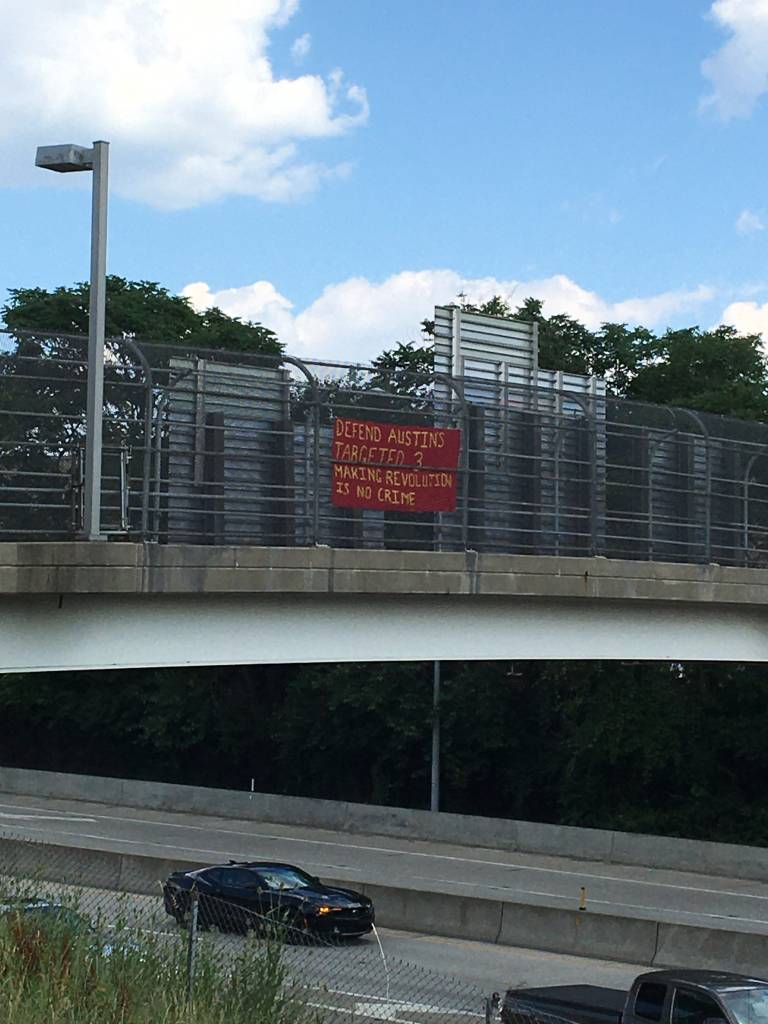 DEFEND AUSTINS
TARGETED 3
MAKING REVOLUTION
IS NO CRIME